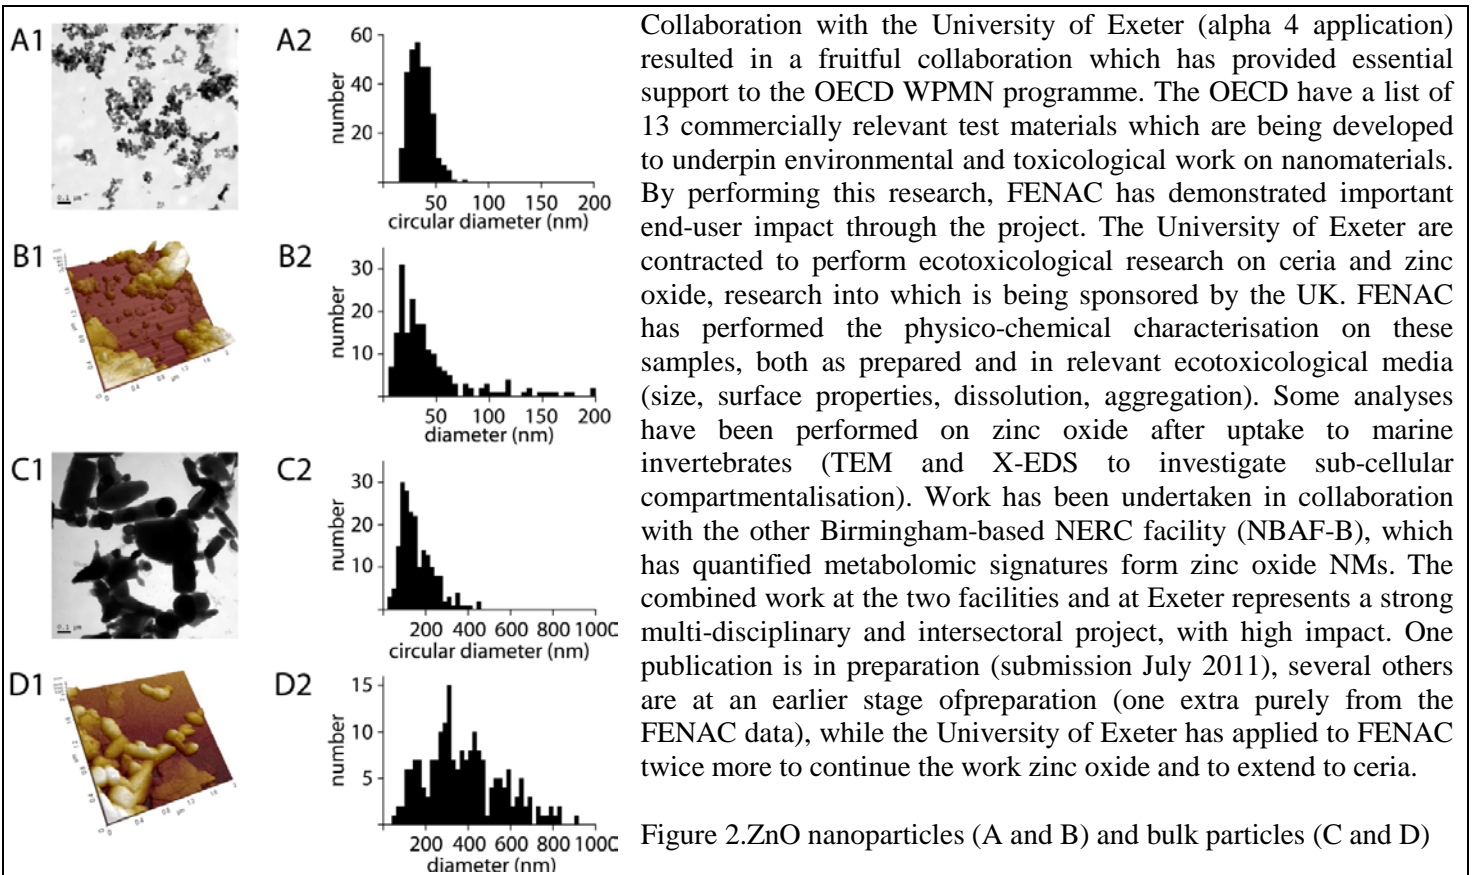 A1
0.1 µm
A2
60
40
20
number
50 100 150 200
circular diameter (nm)
B1
B2
30
20
10
number
50 100 150 200
diameter (nm)
C1
0.1 µm
C2
30
20
10
number
200 400 600 800 1000
circular diameter (nm)
D1
D2
15
10
5
number
200 400 600 800 1000
diameter (nm)
Collaboration with the University of Exeter (alpha 4 application)
resulted in a fruitful collaboration which has provided essential
support to the OECD WPMN programme. The OECD have a list of
13 commercially relevant test materials which are being developed
to underpin environmental and toxicological work on nanomaterials.
By performing this research, FENAC has demonstrated important
end-user impact through the project. The University of Exeter are
contracted to perform ecotoxicological research on ceria and zinc
oxide, research into which is being sponsored by the UK. FENAC
has performed the physico-chemical characterisation on these
samples, both as prepared and in relevant ecotoxicological media
(size, surface properties, dissolution, aggregation). Some analyses
have been performed on zinc oxide after uptake to marine
invertebrates (TEM and X-EDS to investigate sub-cellular
compartmentalisation). Work has been undertaken in collaboration
with the other Birmingham-based NERC facility (NBAF-B), which
has quantified metabolomic signatures form zinc oxide NMs. The
combined work at the two facilities and at Exeter represents a strong
multi-disciplinary and intersectoral project, with high impact. One
publication is in preparation (submission July 2011), several others
are at an earlier stage ofpreparation (one extra purely from the
FENAC data), while the University of Exeter has applied to FENAC
twice more to continue the work zinc oxide and to extend to ceria.
Figure 2.ZnO nanoparticles (A and B) and bulk particles (C and D)